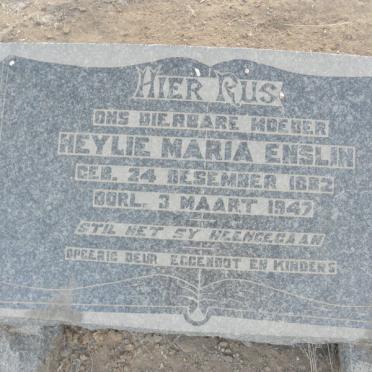 HIER RUS
ONS DIERBARE MOEDER
HEYLIE MARIA ENSLIN
GEB. 24 DESEMBER 1882
OORL. 3 MAART 1947
STIL HET SY HEENGEGAAN
OPGERIG DEUR EGGENOOT EN KINDERS